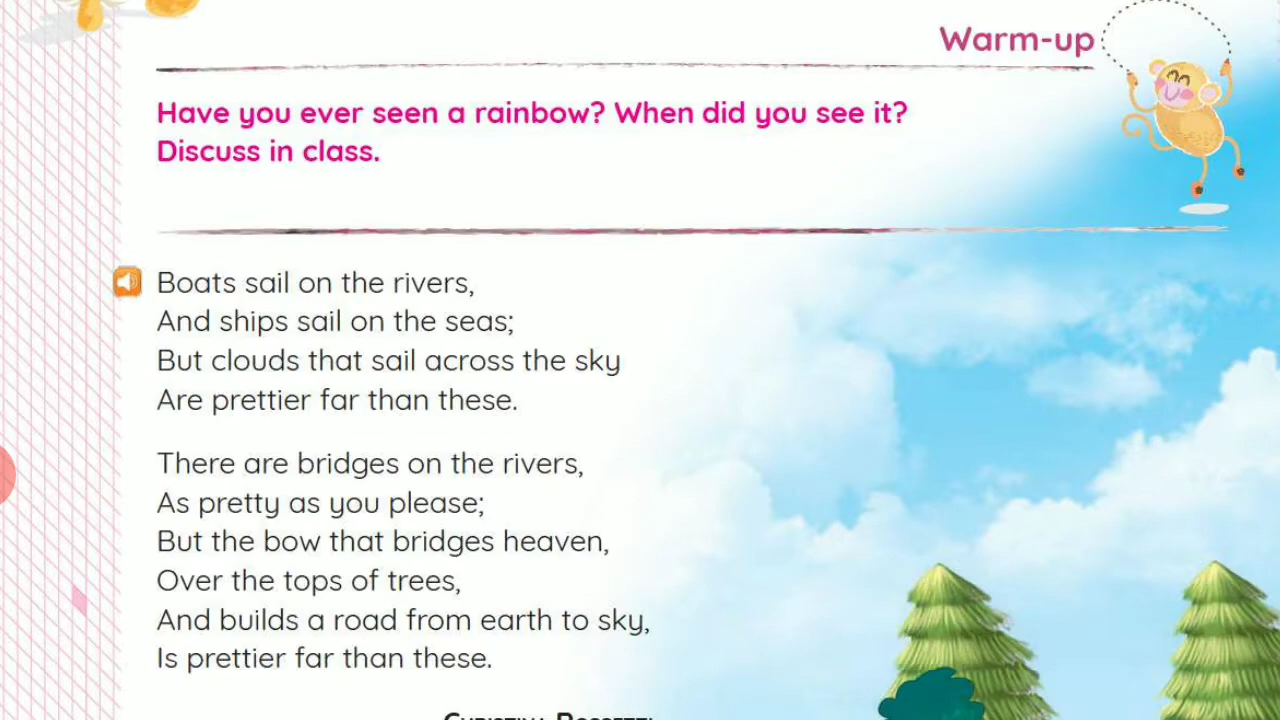 Warm-up
Have you ever seen a rainbow? When did you see it?
Discuss in class.
Boats sail on the rivers,
And ships sail on the seas;
But clouds that sail across the sky
Are prettier far than these.
There are bridges on the rivers,
As pretty as you please;
But the bow that bridges heaven,
Over the tops of trees,
And builds a road from earth to sky,
Is prettier far than these.
Christina Rossetti